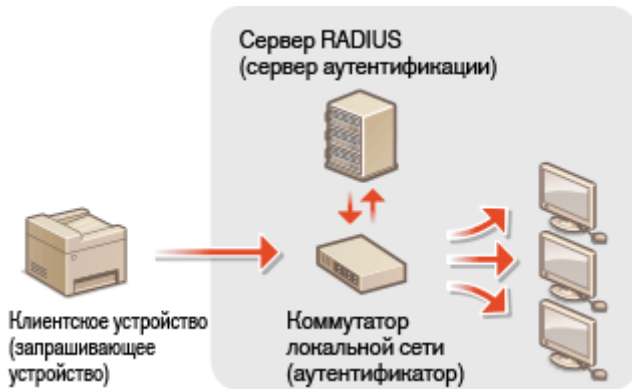 Сервер RADIUS
(сервер аутентификации)
Клиентское устройство
(запрашивающее
устройство)
Коммутатор
локальной сети
(аутентификатор)